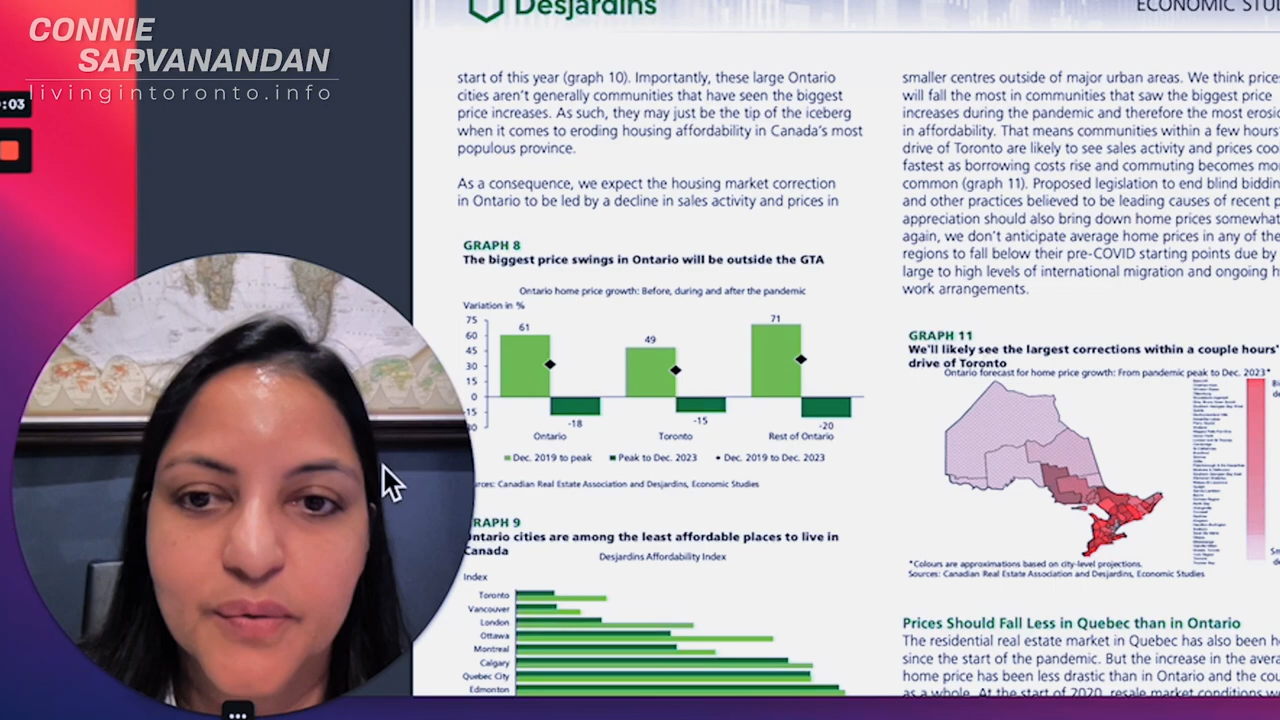 CONNIE
SARVANANDAN
livingintoronto.info
:03
Desjardins
ECONOMIC STU
start of this year (graph 10). Importantly, these large Ontario
cities aren't generally communities that have seen the biggest
price increases. As such, they may just be the tip of the iceberg
when it comes to eroding housing affordability in Canada's most
populous province.
As a consequence, we expect the housing market correction
in Ontario to be led by a decline in sales activity and prices in
GRAPH 8
The biggest price swings in Ontario will be outside the GTA
Ontario home price growth: Before, during and after the pandemic
Variation in %
75
60
45
30
15
0
-15
30
61
49
71
-18
-15
-20
Ontario
Toronto
Rest of Ontario
Dec. 2019 to peak
Peak to Dec. 2023
Dec. 2019 to Dec. 2023
urces: Canadian Real Estate Association and Desjardins, Economic Studies
RAPH 9
Ontario cities are among the least affordable places to live in
Canada
Desjardins Affordability Index
Index
Toronto
Vancouver
London
Ottawa
Montreal
Calgary
Quebec City
Edmonton
smaller centres outside of major urban areas. We think price
will fall the most in communities that saw the biggest price
increases during the pandemic and therefore the most erosi
in affordability. That means communities within a few hours
drive of Toronto are likely to see sales activity and prices coo
fastest as borrowing costs rise and commuting becomes mo
common (graph 11). Proposed legislation to end blind biddin
and other practices believed to be leading causes of recent p
appreciation should also bring down home prices somewhat
again, we don't anticipate average home prices in any of the
regions to fall below their pre-COVID starting points due by
large to high levels of international migration and ongoing h
work arrangements.
GRAPH 11
We'll likely see the largest corrections within a couple hours'
drive of Toronto
Ontario forecast for home price growth: From pandemic peak to Dec. 2023*
*Colours are approximations based on city-level projections.
Sources: Canadian Real Estate Association and Desjardins, Economic Studies
Prices Should Fall Less in Quebec than in Ontario
The residential real estate market in Quebec has also been h
since the start of the pandemic. But the increase in the avera
home price has been less drastic than in Ontario and the cou
as a whole. At the start of 2020, resale market conditions w